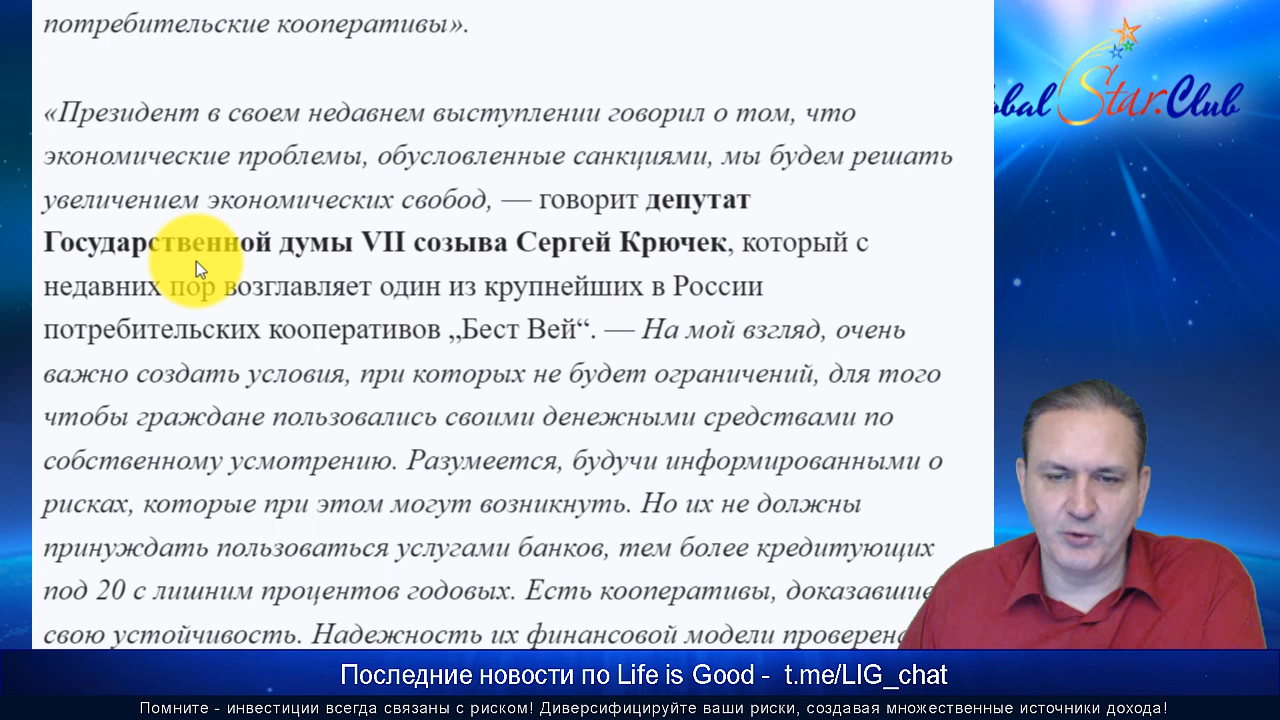 потребительские кооперативы».
«Президент в своем недавнем выступлении говорил о том, что
экономические проблемы, обусловленные санкциями, мы будем решать
увеличением экономических свобод, — говорит депутат
Государственной думы VII созыва Сергей Крючек, который с
недавних пор возглавляет один из крупнейших в России
потребительских кооперативов „Бест Вей“. — На мой взгляд, очень
важно создать условия, при которых не будет ограничений, для того
чтобы граждане пользовались своими денежными средствами по
собственному усмотрению. Разумеется, будучи информированными о
рисках, которые при этом могут возникнуть. Но их не должны
принуждать пользоваться услугами банков, тем более кредитующих
под 20 с лишним процентов годовых. Есть кооперативы, доказавшие
свою устойчивость. Надежность их финансовой модели проверена
obal Star.Club
Последние новости по Life is Good - t.me/LIG_chat
Помните - инвестиции всегда связаны с риском! Диверсифицируйте ваши риски, создавая множественные источники дохода!